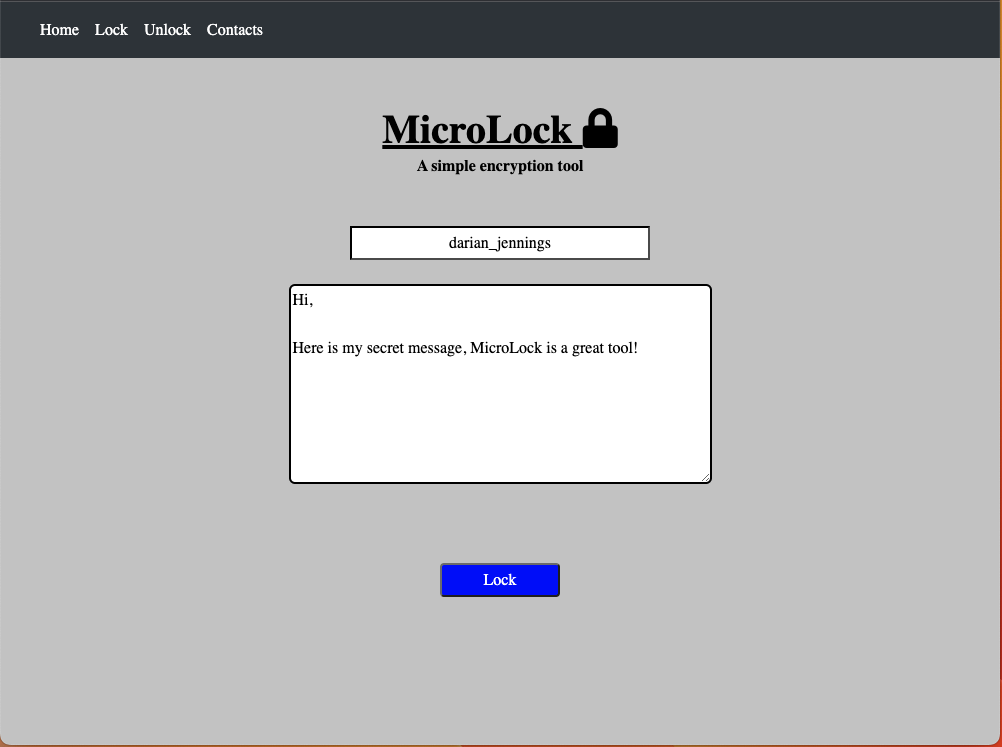 Home Lock Unlock Contacts
MicroLock
A simple encryption tool
darian_jennings
Hi,
Here is my secret message, MicroLock is a great tool!
Lock